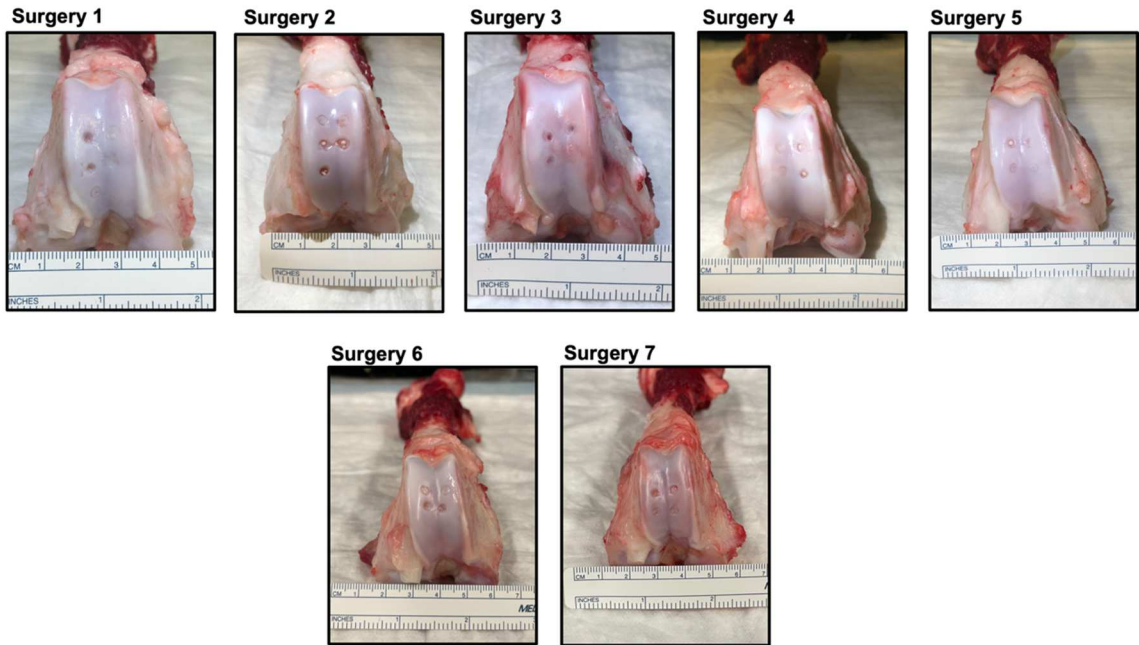 Surgery 1
Surgery 2
Surgery 3
Surgery 4
Surgery 5
CM 1 2 3 4 5
INCHES 1 2
CM 1 2 3 4 5
INCHES 1 2
CM 1 2 3 4 5
INCHES 1 2
CM 1 2 3 4 5 6
INCHES 1 2
CM 1 2 3 4 5 6
INCHES 1 2
Surgery 6
Surgery 7
CM 1 2 3 4 5 6 7
INCHES 1 2
CM 1 2 3 4 5 6 7
INCHES 1 2